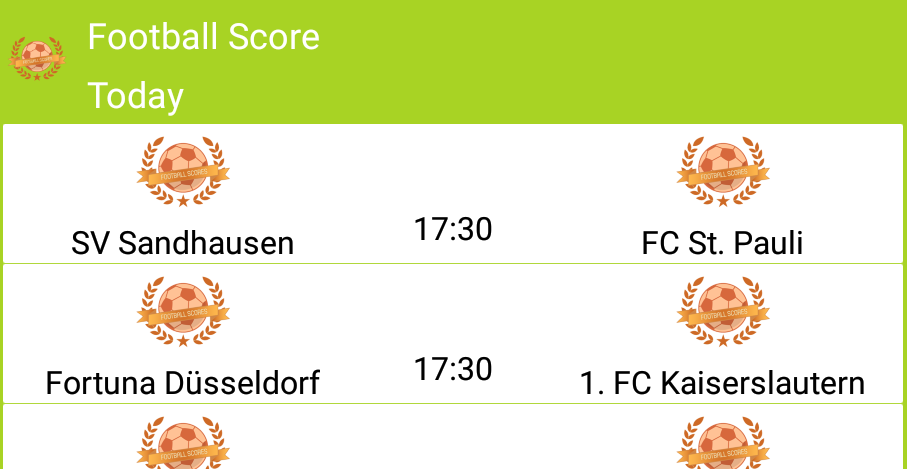 Football Score
Today
FOOTBALL SCORES
FOOTBALL SCORES
SV Sandhausen
17:30
FC St. Pauli
FOOTBALL SCORES
FOOTBALL SCORES
Fortuna Düsseldorf
17:30
1. FC Kaiserslautern
FOOTBALL SCORES
FOOTBALL SCORES